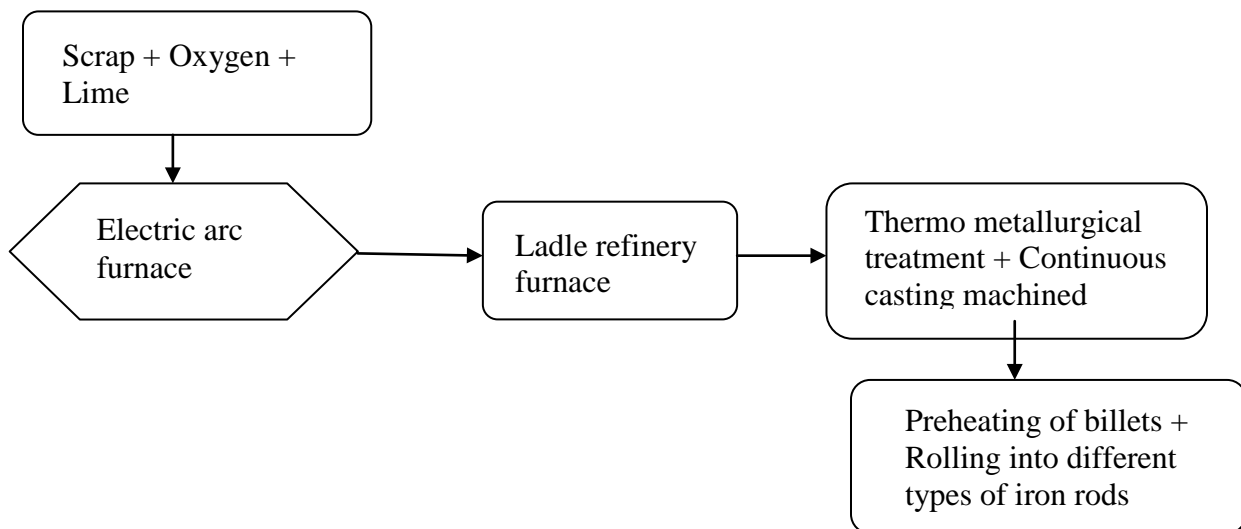 Scrap + Oxygen +
Lime
Electric arc
furnace
Ladle refinery
furnace
Thermo metallurgical
treatment + Continuous
casting machined
Preheating of billets +
Rolling into different
types of iron rods